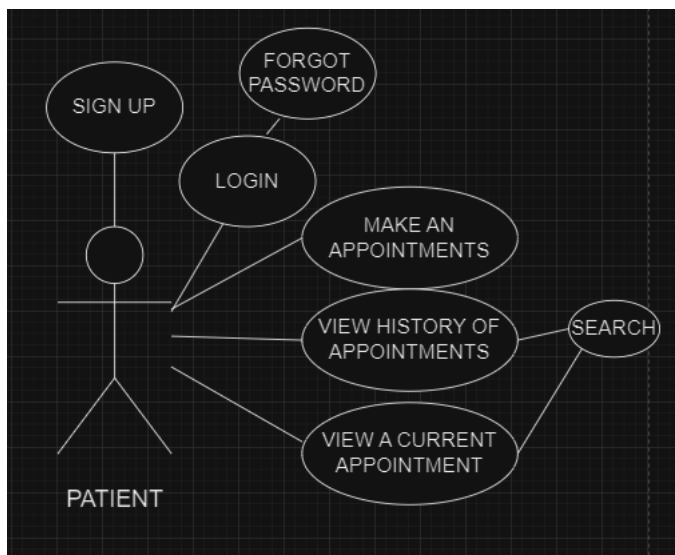 FORGOT
PASSWORD
SIGN UP
LOGIN
MAKE AN
APPOINTMENTS
VIEW HISTORY OF
APPOINTMENTS
SEARCH
VIEW A CURRENT
APPOINTMENT
PATIENT